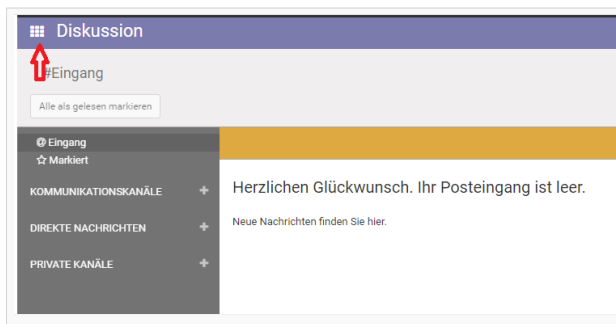 Diskussion
#Eingang
Alle als gelesen markieren
@ Eingang
Markiert
KOMMUNIKATIONSKANÄLE +
DIREKTE NACHRICHTEN +
PRIVATE KANÄLE +
Herzlichen Glückwunsch. Ihr Posteingang ist leer.
Neue Nachrichten finden Sie hier.